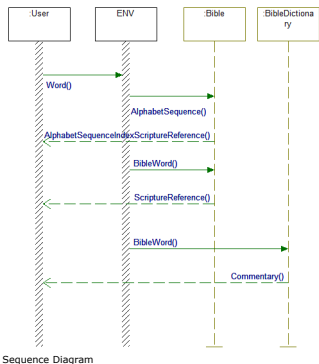 :User
ENV
:Bible
:BibleDictiona
ry
Word()
AlphabetSequence()
AlphabetSequenceIndexScriptureReference()
BibleWord()
ScriptureReference()
BibleWord()
Commentary()
Sequence Diagram